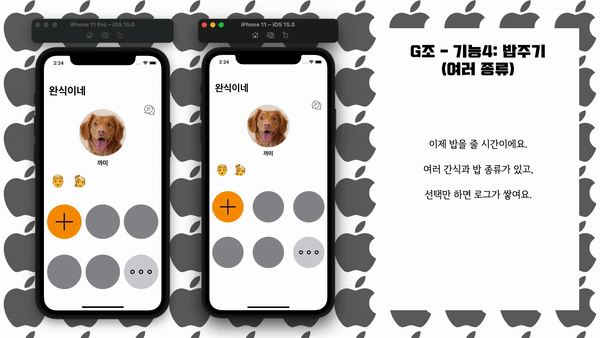 iPhone 11 Pro – iOS 15.0
2:24
완식이네
까미
iPhone 11 – iOS 15.0
2:24
완식이네
까미
G조 - 기능4: 밥주기
(여러 종류)
이제 밥을 줄 시간이에요.
여러 간식과 밥 종류가 있고,
선택만 하면 로그가 쌓여요.